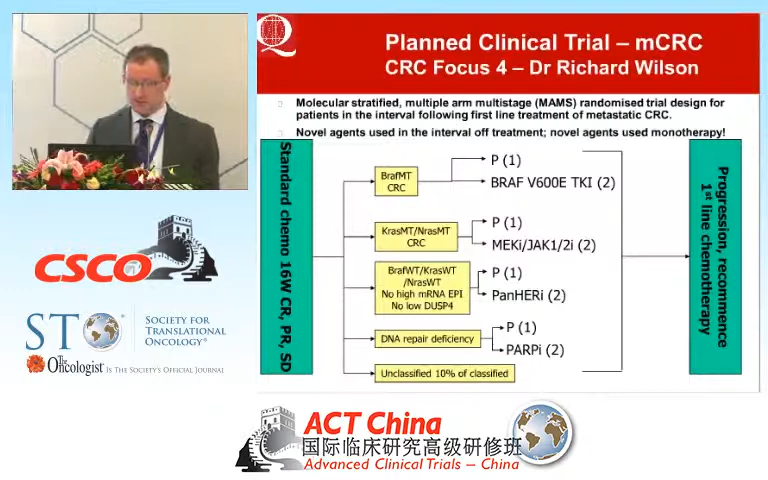 Planned Clinical Trial – mCRC
CRC Focus 4 – Dr Richard Wilson
Molecular stratified, multiple arm multistage (MAMS) randomised trial design for
patients in the interval following first line treatment of metastatic CRC.
Novel agents used in the interval off treatment; novel agents used monotherapy!
Standard chemo 16W CR, PR, SD
BrafMT
CRC
P (1)
BRAF V600E TKI (2)
KrasMT/NrasMT
CRC
P (1)
MEKi/JAK1/2i (2)
BrafWT/KrasWT
/NrasWT
No high mRNA EPI
No low DUSP4
P (1)
PanHERi (2)
DNA repair deficiency
P (1)
PARPi (2)
Unclassified 10% of classified
Progression, recommence
1st line chemotherapy
CSCO
STO
SOCIETY FOR
TRANSLATIONAL
ONCOLOGY®
The Oncologist IS THE SOCIETY'S OFFICIAL JOURNAL
ACT China
国际临床研究高级研修班
Advanced Clinical Trials – China